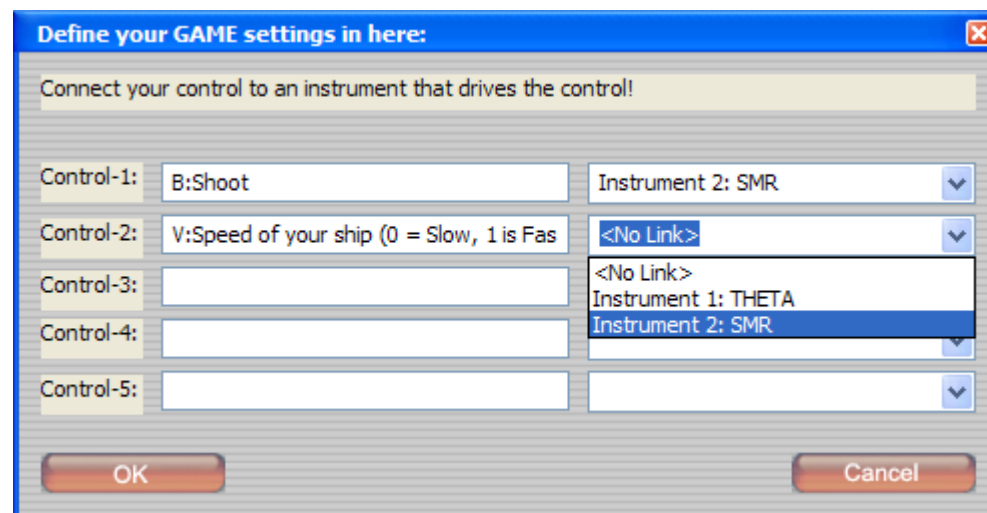 Define your GAME settings in here:
Connect your control to an instrument that drives the control!
Control-1: B:Shoot Instrument 2: SMR
Control-2: V:Speed of your ship (0 = Slow, 1 is Fas <No Link>
<No Link>
Control-3:
Instrument 1: THETA
Instrument 2: SMR
Control-4:
Control-5:
OK Cancel